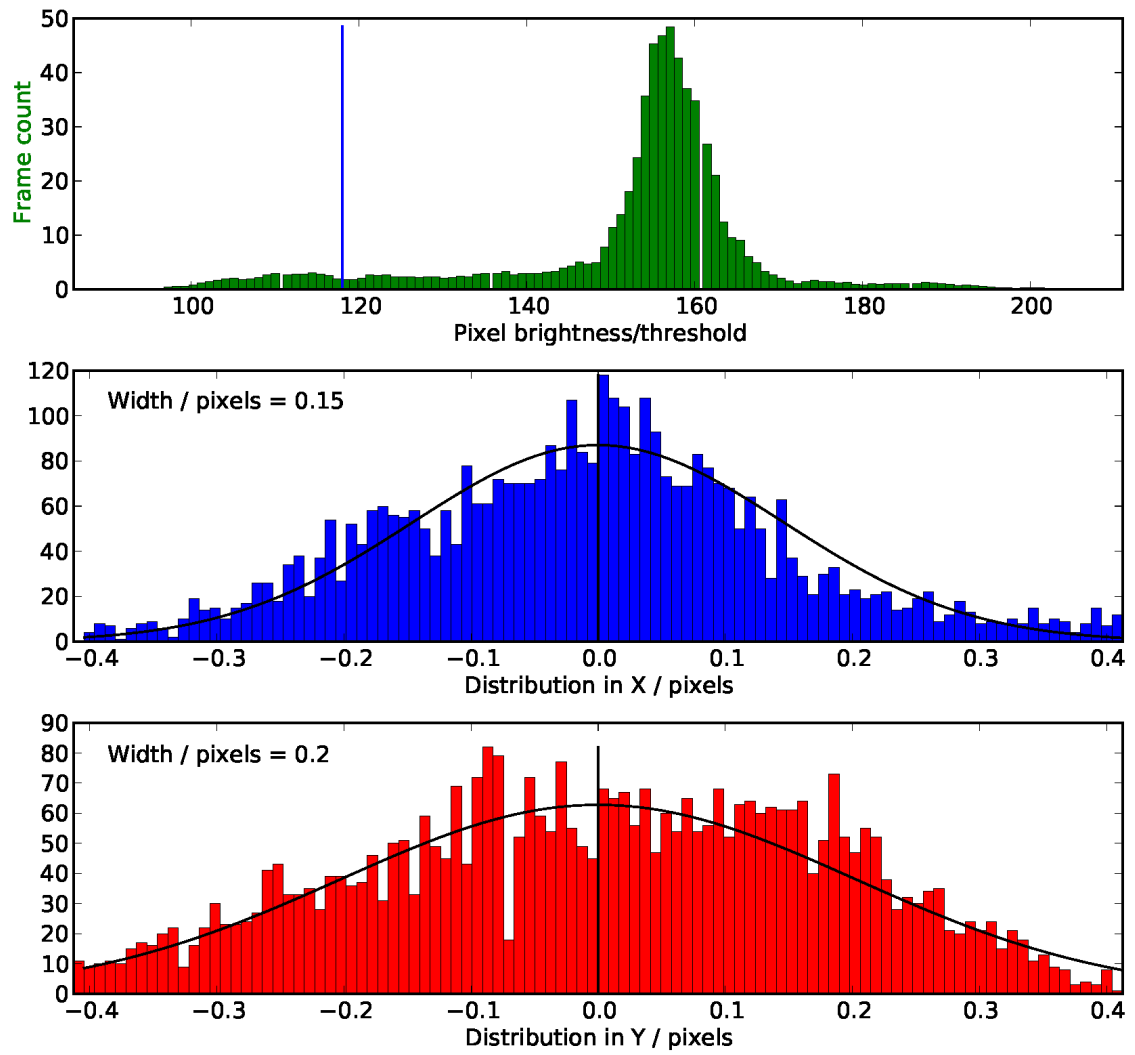 50
40
30
20
10
0
Frame count
100 120 140 160 180 200
Pixel brightness/threshold
120
100
80
60
40
20
0
Width / pixels = 0.15
−0.4 −0.3 −0.2 −0.1 0.0 0.1 0.2 0.3 0.4
Distribution in X / pixels
90
80
70
60
50
40
30
20
10
0
Width / pixels = 0.2
−0.4 −0.3 −0.2 −0.1 0.0 0.1 0.2 0.3 0.4
Distribution in Y / pixels